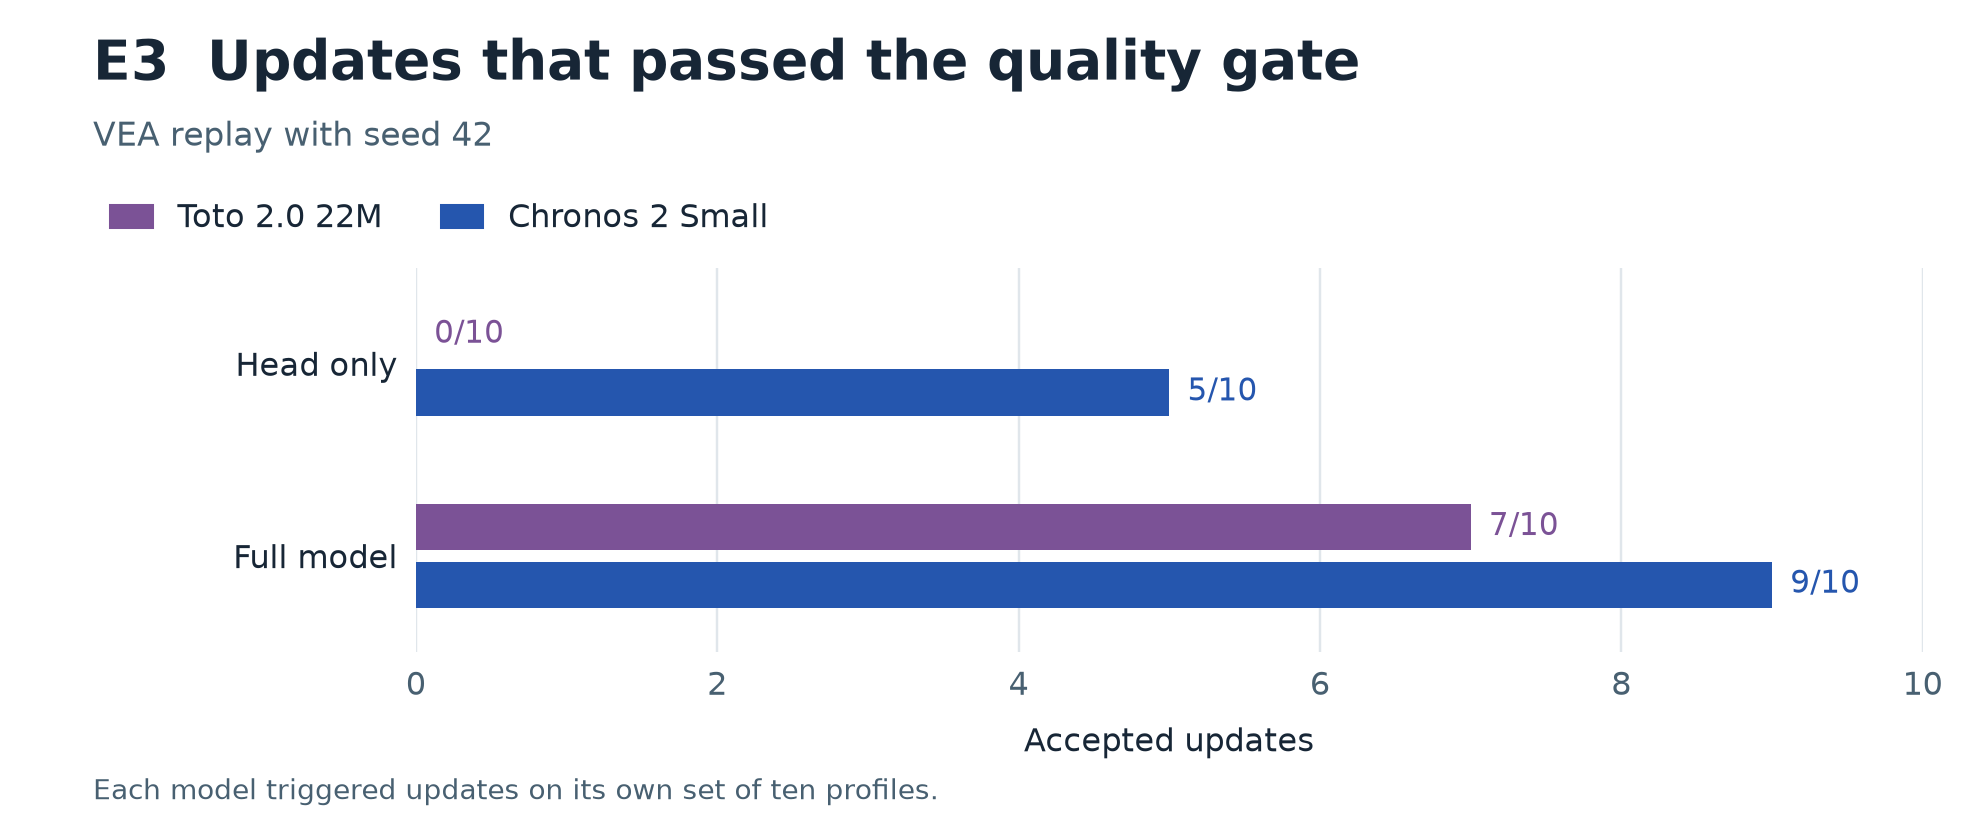 E3  Updates that passed the quality gate
VEA replay with seed 42
Toto 2.0 22M  Chronos 2 Small
0/10
Head only
5/10
7/10
Full model
9/10
0 2 4 6 8 10
Accepted updates
Each model triggered updates on its own set of ten profiles.